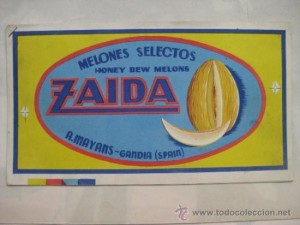 MELONES SELECTOS
HONEY DEW MELONS
ZAIDA
A. MAYANS - GANDIA (SPAIN)
© www.todocoleccion.net